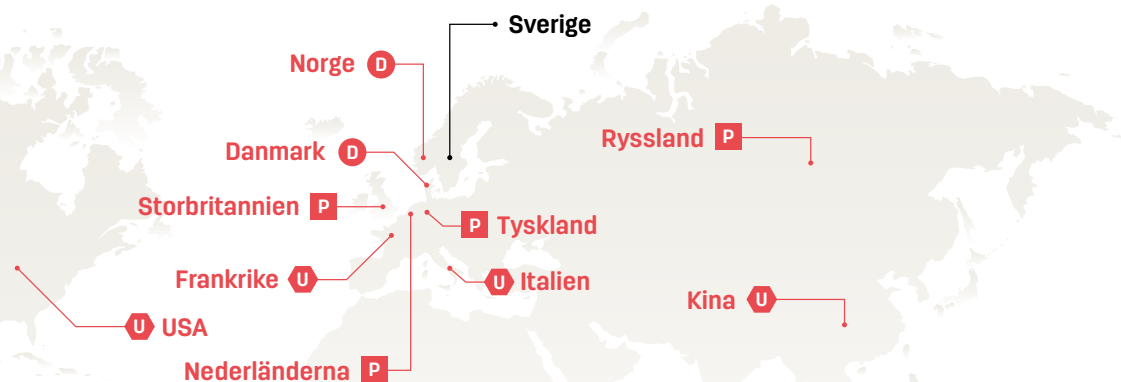 Sverige
Norge D
Danmark D
Ryssland P
Storbritannien P
P Tyskland
Frankrike U
U Italien
Kina U
U USA
Nederländerna P